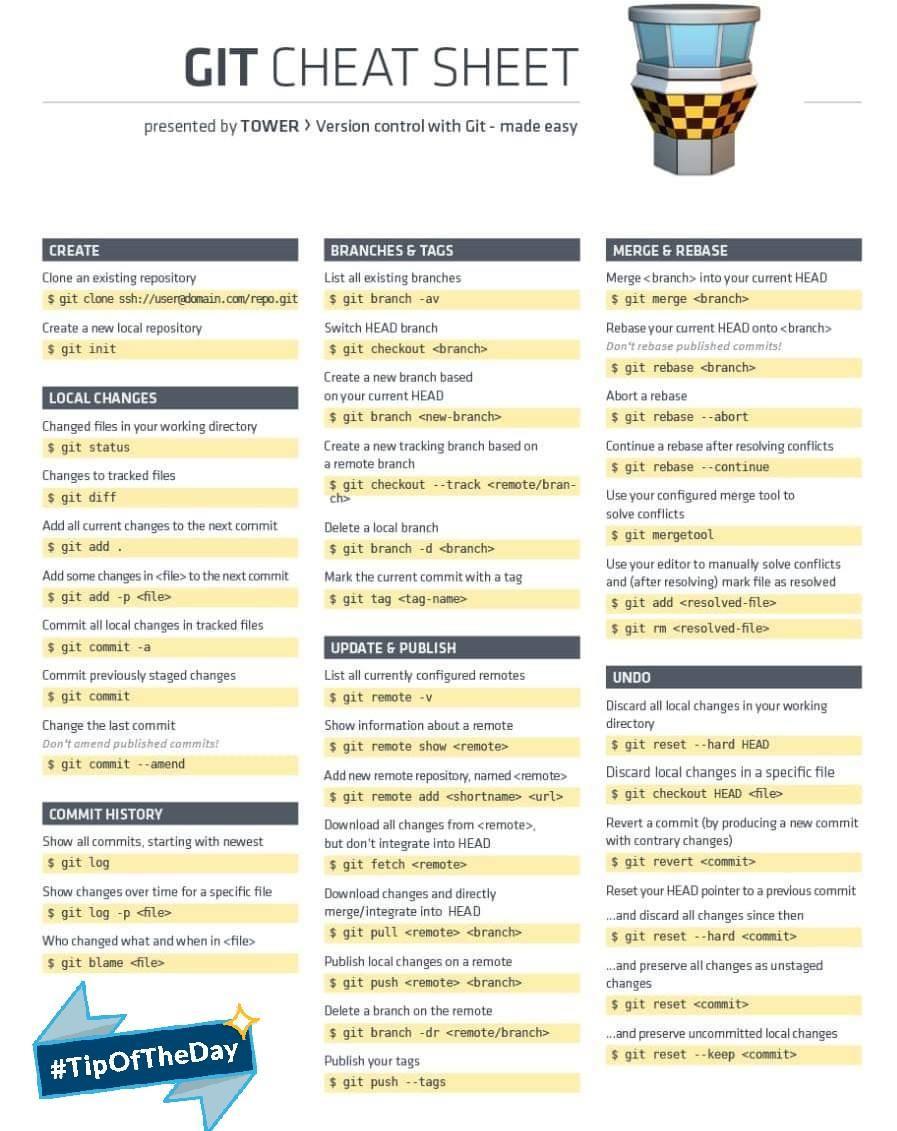 GIT CHEAT SHEET
presented by TOWER › Version control with Git - made easy
CREATE
Clone an existing repository
$ git clone ssh://user@domain.com/repo.git
Create a new local repository
$ git init
LOCAL CHANGES
Changed files in your working directory
$ git status
Changes to tracked files
$ git diff
Add all current changes to the next commit
$ git add .
Add some changes in <file> to the next commit
$ git add -p <file>
Commit all local changes in tracked files
$ git commit -a
Commit previously staged changes
$ git commit
Change the last commit
Don't amend published commits!
$ git commit --amend
COMMIT HISTORY
Show all commits, starting with newest
$ git log
Show changes over time for a specific file
$ git log -p <file>
Who changed what and when in <file>
$ git blame <file>
#TipOfTheDay
BRANCHES & TAGS
List all existing branches
$ git branch -av
Switch HEAD branch
$ git checkout <branch>
Create a new branch based
on your current HEAD
$ git branch <new-branch>
Create a new tracking branch based on
a remote branch
$ git checkout --track <remote/bran-
ch>
Delete a local branch
$ git branch -d <branch>
Mark the current commit with a tag
$ git tag <tag-name>
UPDATE & PUBLISH
List all currently configured remotes
$ git remote -v
Show information about a remote
$ git remote show <remote>
Add new remote repository, named <remote>
$ git remote add <shortname> <url>
Download all changes from <remote>,
but don't integrate into HEAD
$ git fetch <remote>
Download changes and directly
merge/integrate into HEAD
$ git pull <remote> <branch>
Publish local changes on a remote
$ git push <remote> <branch>
Delete a branch on the remote
$ git branch -dr <remote/branch>
Publish your tags
$ git push --tags
MERGE & REBASE
Merge <branch> into your current HEAD
$ git merge <branch>
Rebase your current HEAD onto <branch>
Don't rebase published commits!
$ git rebase <branch>
Abort a rebase
$ git rebase --abort
Continue a rebase after resolving conflicts
$ git rebase --continue
Use your configured merge tool to
solve conflicts
$ git mergetool
Use your editor to manually solve conflicts
and (after resolving) mark file as resolved
$ git add <resolved-file>
$ git rm <resolved-file>
UNDO
Discard all local changes in your working
directory
$ git reset --hard HEAD
Discard local changes in a specific file
$ git checkout HEAD <file>
Revert a commit (by producing a new commit
with contrary changes)
$ git revert <commit>
Reset your HEAD pointer to a previous commit
...and discard all changes since then
$ git reset --hard <commit>
...and preserve all changes as unstaged
changes
$ git reset <commit>
...and preserve uncommitted local changes
$ git reset --keep <commit>